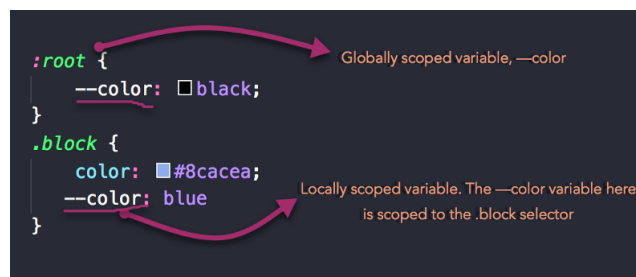 :root {
Globally scoped variable, —color
--color: black;
}
.block {
color: #8cacea;
Locally scoped variable. The —color variable here
--color: blue
is scoped to the .block selector
}